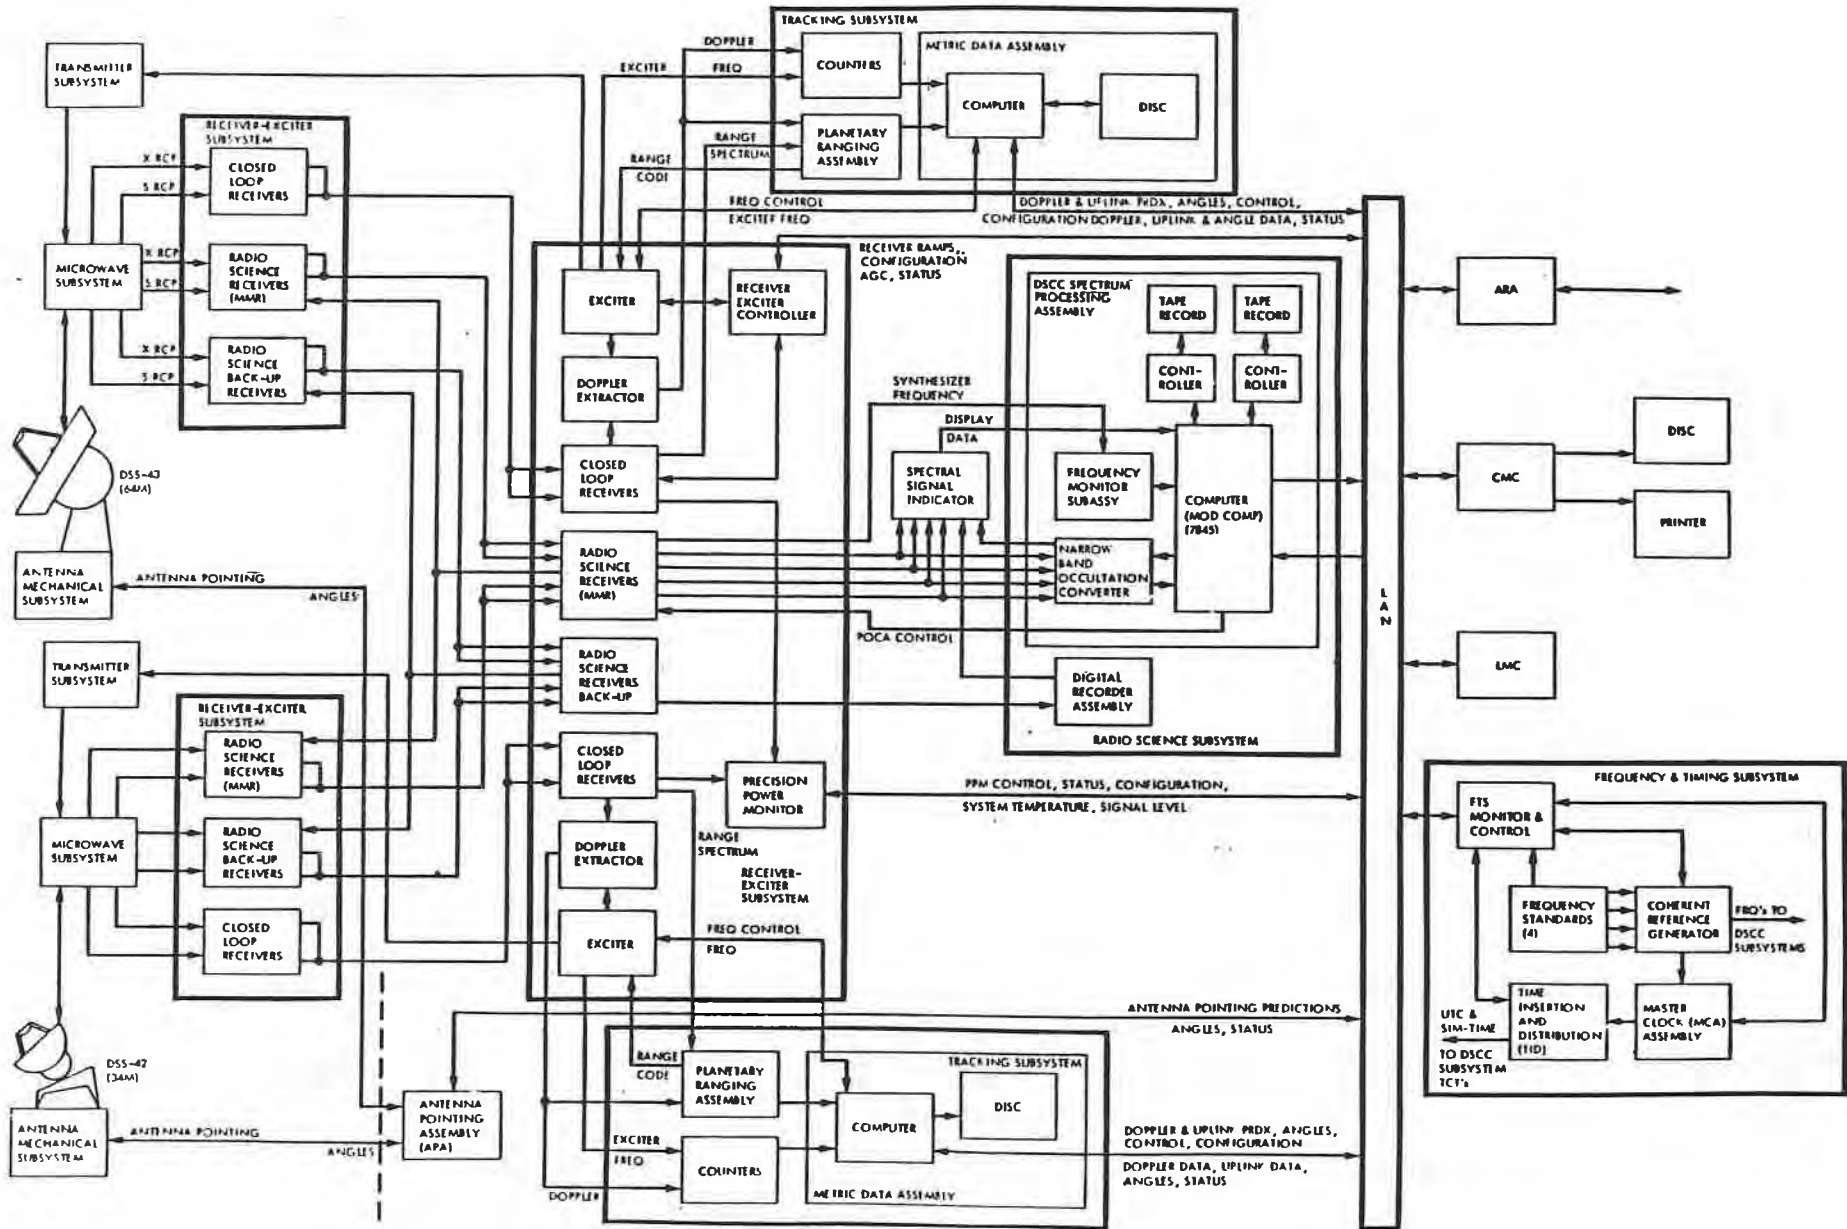 TRACKING SUBSYSTEM
TRANSMITTER
SUBSYSTEM
DOPPLER
EXCITER
FREQ
COUNTERS
METRIC DATA ASSEMBLY
COMPUTER
DISC
PLANETARY
RANGING
ASSEMBLY
RANGE
SPECTRUM
RANGE
CODE
FREQ CONTROL
EXCITER FREQ
DOPPLER & UPLINK PRDX, ANGLES, CONTROL,
CONFIGURATION DOPPLER, UPLINK & ANGLE DATA, STATUS
RECEIVER-EXCITER
SUBSYSTEM
X RCP
S RCP
CLOSED
LOOP
RECEIVERS
X RCP
S RCP
RADIO
SCIENCE
RECEIVERS
(MMR)
X RCP
S RCP
RADIO
SCIENCE
BACK-UP
RECEIVERS
MICROWAVE
SUBSYSTEM
DSS-43
(64M)
ANTENNA
MECHANICAL
SUBSYSTEM
ANTENNA POINTING
ANGLES
EXCITER
RECEIVER
EXCITER
CONTROLLER
RECEIVER RAMPS,
CONFIGURATION
AGC, STATUS
DOPPLER
EXTRACTOR
CLOSED
LOOP
RECEIVERS
RADIO
SCIENCE
RECEIVERS
(MMR)
RADIO
SCIENCE
RECEIVERS
BACK-UP
CLOSED
LOOP
RECEIVERS
PRECISION
POWER
MONITOR
DOPPLER
EXTRACTOR
RANGE
SPECTRUM
RECEIVER-
EXCITER
SUBSYSTEM
EXCITER
FREQ CONTROL
FREQ
DSCC SPECTRUM
PROCESSING
ASSEMBLY
TAPE
RECORD
TAPE
RECORD
CONT-
ROLLER
CONT-
ROLLER
SYNTHESIZER
FREQUENCY
DISPLAY
DATA
SPECTRAL
SIGNAL
INDICATOR
FREQUENCY
MONITOR
SUBASSY
COMPUTER
(MOD COMP)
(7845)
NARROW
BAND
OCCULTATION
CONVERTER
POCA CONTROL
DIGITAL
RECORDER
ASSEMBLY
RADIO SCIENCE SUBSYSTEM
PPM CONTROL, STATUS, CONFIGURATION,
SYSTEM TEMPERATURE, SIGNAL LEVEL
LAN
ARA
CMC
DISC
PRINTER
LMC
FREQUENCY & TIMING SUBSYSTEM
FTS
MONITOR &
CONTROL
FREQUENCY
STANDARDS
(4)
COHERENT
REFERENCE
GENERATOR
FRQ's TO
DSCC
SUBSYSTEMS
TIME
INSERTION
AND
DISTRIBUTION
(TID)
MASTER
CLOCK (MCA)
ASSEMBLY
UTC &
SIM-TIME
TO DSCC
SUBSYSTEM
TCT's
TRANSMITTER
SUBSYSTEM
RECEIVER-EXCITER
SUBSYSTEM
RADIO
SCIENCE
RECEIVERS
(MMR)
RADIO
SCIENCE
BACK-UP
RECEIVERS
CLOSED
LOOP
RECEIVERS
MICROWAVE
SUBSYSTEM
DSS-42
(34M)
ANTENNA
MECHANICAL
SUBSYSTEM
ANTENNA POINTING
ANGLES
ANTENNA
POINTING
ASSEMBLY
(APA)
ANTENNA POINTING PREDICTIONS
ANGLES, STATUS
RANGE
CODE
PLANETARY
RANGING
ASSEMBLY
TRACKING SUBSYSTEM
DISC
COMPUTER
EXCITER
FREQ
COUNTERS
DOPPLER
METRIC DATA ASSEMBLY
DOPPLER & UPLINK PRDX, ANGLES,
CONTROL, CONFIGURATION
DOPPLER DATA, UPLINK DATA,
ANGLES, STATUS